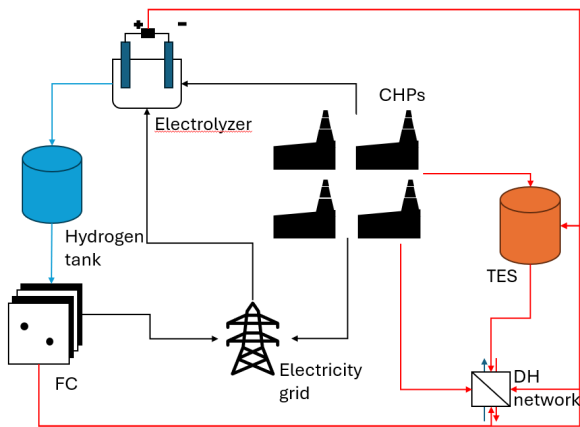 + -
CHPs
Electrolyzer
Hydrogen
tank
TES
Electricity
grid
FC
DH
network